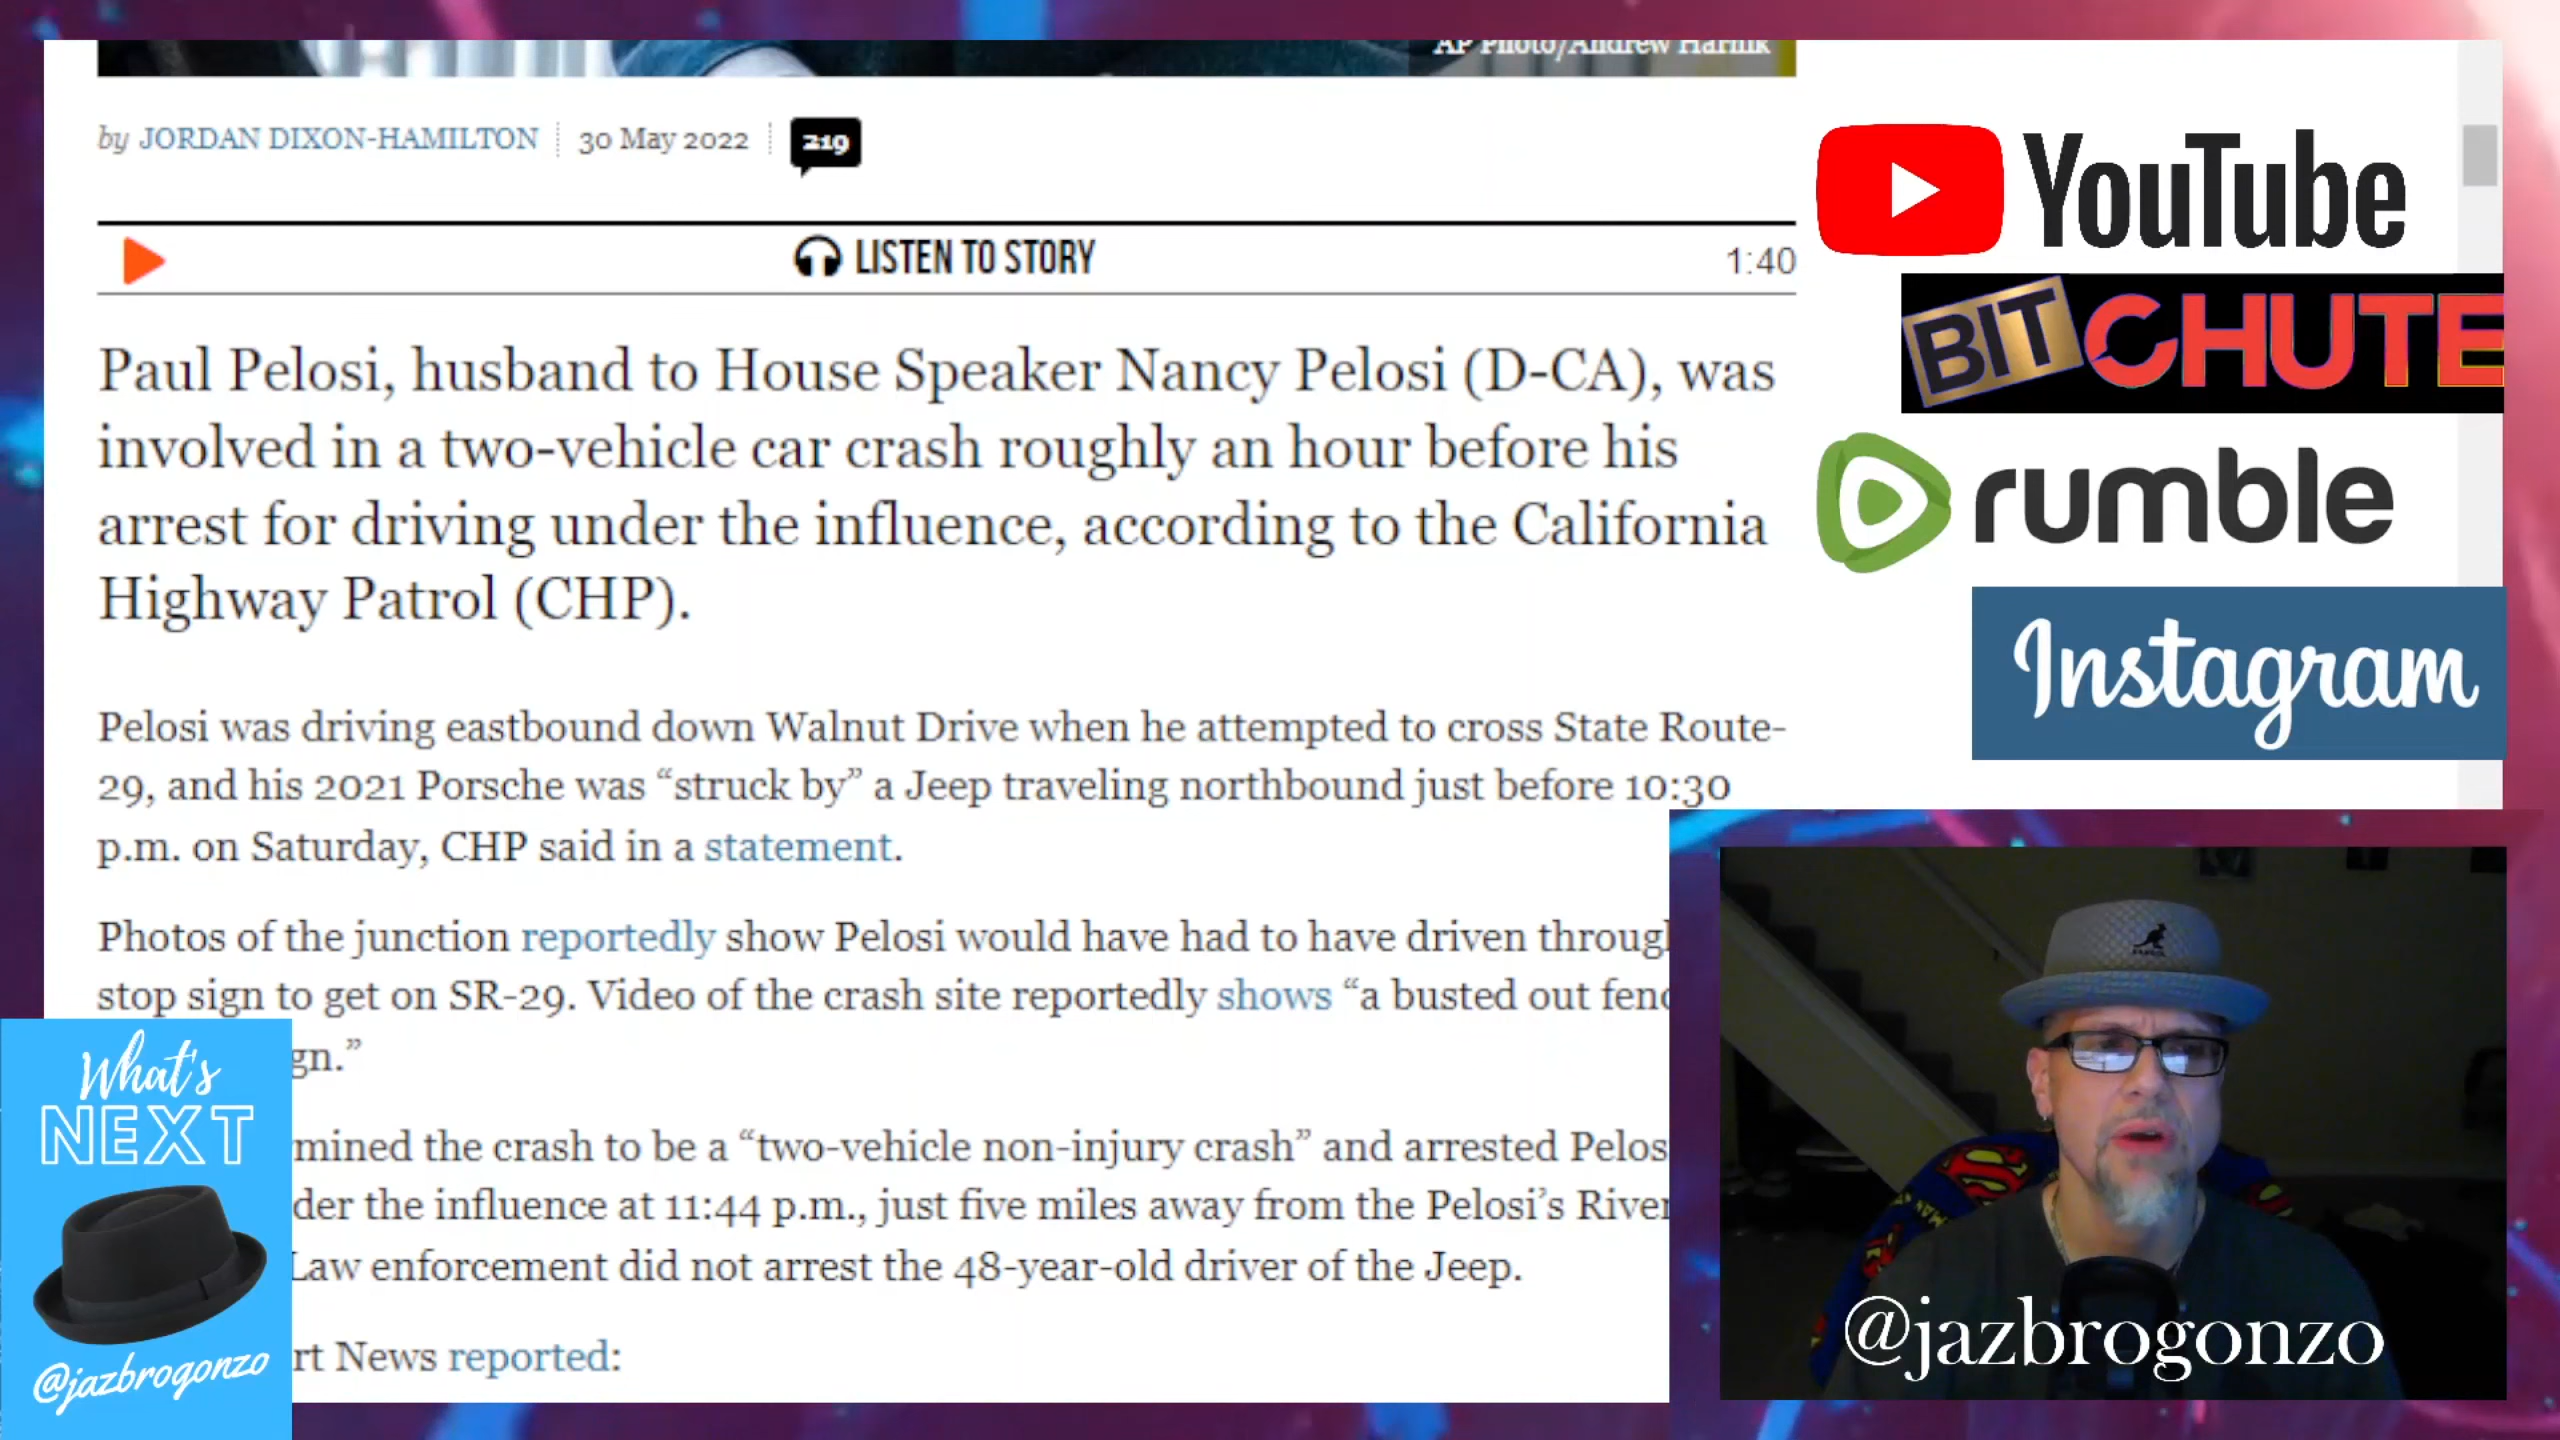 AP Photo/Andrew Harnik
by JORDAN DIXON-HAMILTON 30 May 2022 219
LISTEN TO STORY 1:40
Paul Pelosi, husband to House Speaker Nancy Pelosi (D-CA), was
involved in a two-vehicle car crash roughly an hour before his
arrest for driving under the influence, according to the California
Highway Patrol (CHP).
Pelosi was driving eastbound down Walnut Drive when he attempted to cross State Route-
29, and his 2021 Porsche was “struck by” a Jeep traveling northbound just before 10:30
p.m. on Saturday, CHP said in a statement.
Photos of the junction reportedly show Pelosi would have had to have driven throug
stop sign to get on SR-29. Video of the crash site reportedly shows “a busted out fen
gn.”
mined the crash to be a “two-vehicle non-injury crash” and arrested Pelos
der the influence at 11:44 p.m., just five miles away from the Pelosi’s River
Law enforcement did not arrest the 48-year-old driver of the Jeep.
rt News reported:
YouTube
BITCHUTE
rumble
Instagram
What's
NEXT
@jazbrogonzo
KANGOL
@jazbrogonzo